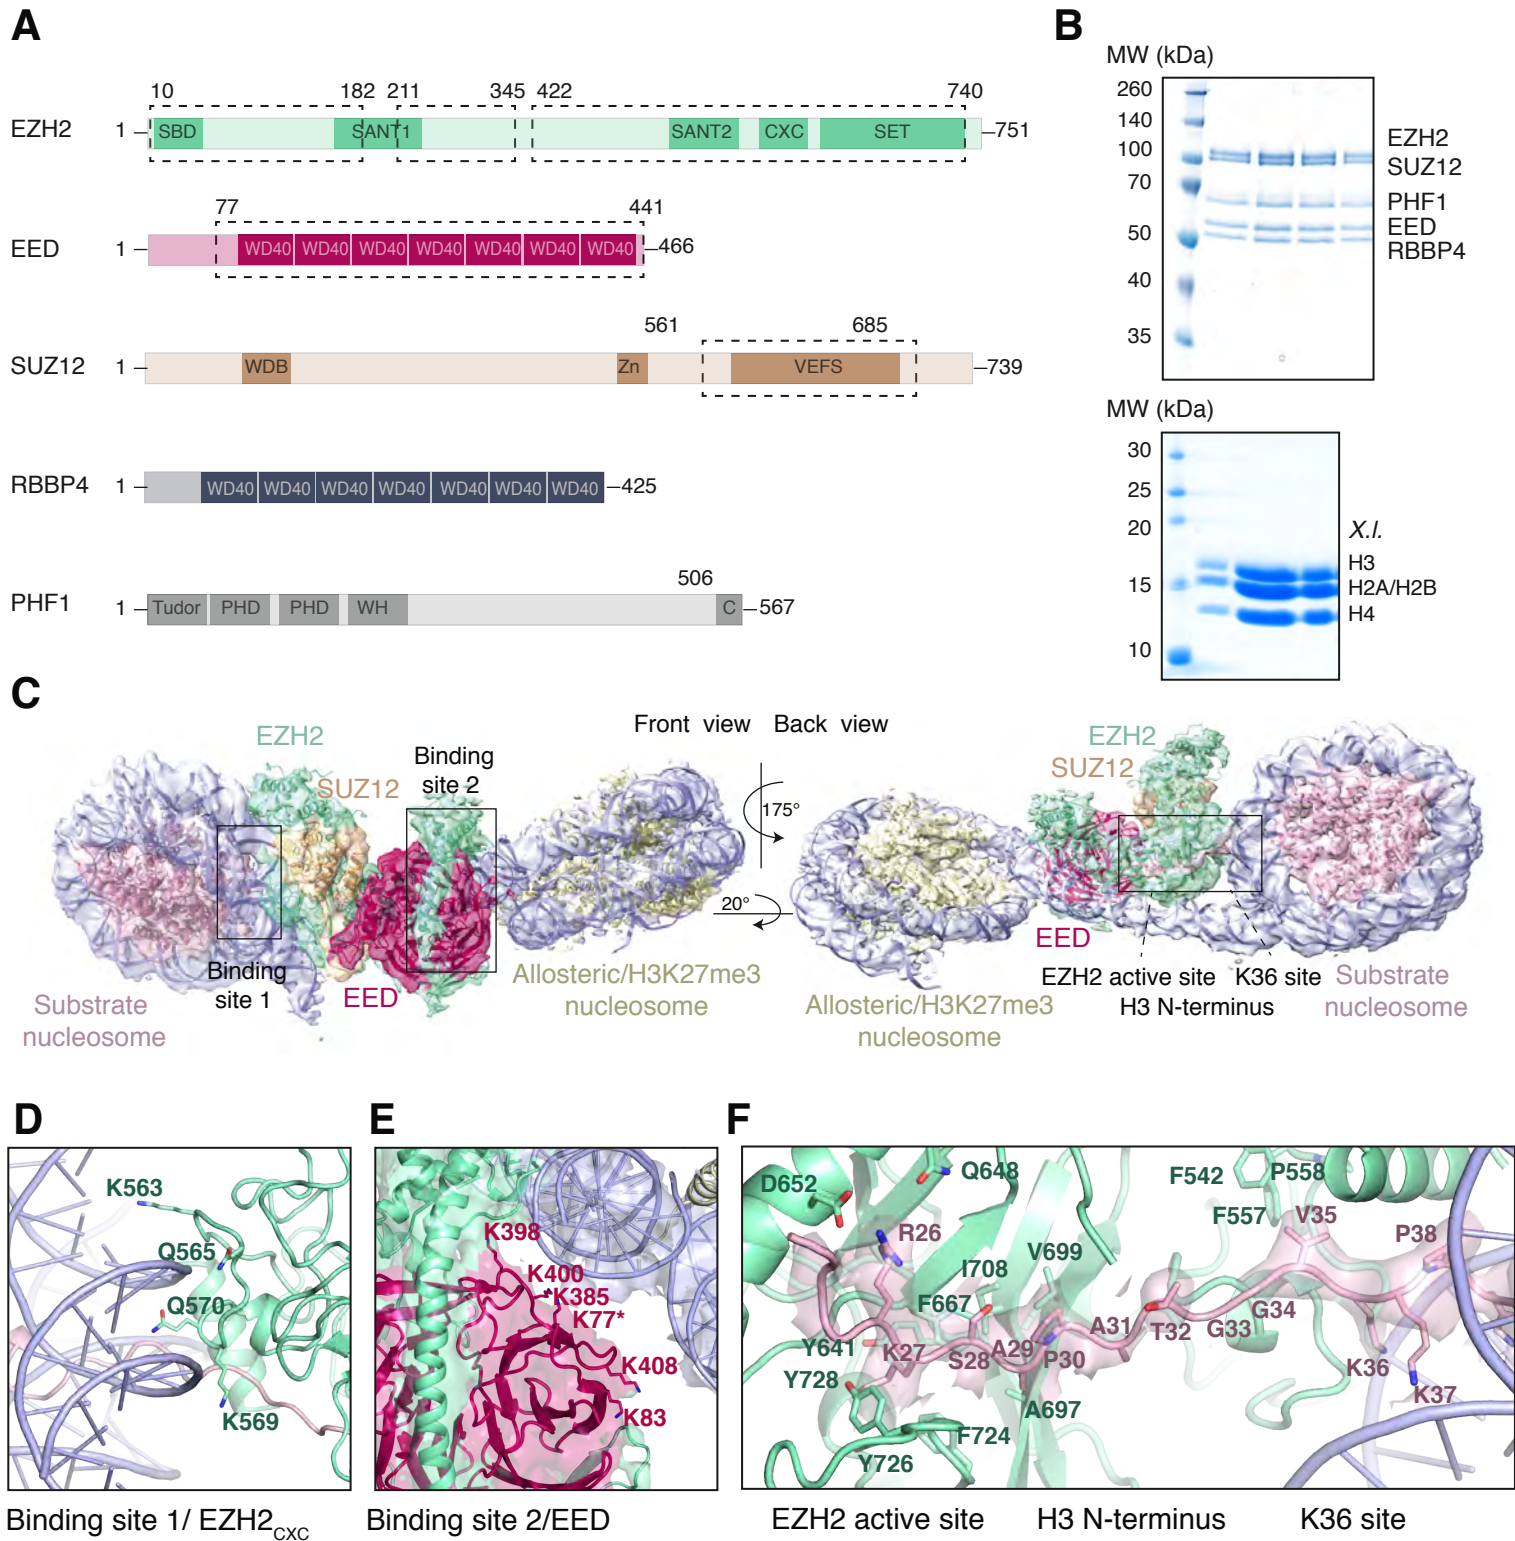 A
10 182 211 345 422 740
EZH2 1 SBD SANT1 SANT2 CXC SET 751
77 441
EED 1 WD40 WD40 WD40 WD40 WD40 WD40 WD40 466
561 685
SUZ12 1 WDB Zn VEFS 739
RBBP4 1 WD40 WD40 WD40 WD40 WD40 WD40 WD40 425
506
PHF1 1 Tudor PHD PHD WH C 567
B
MW (kDa)
260
140
100
70
50
40
35
EZH2
SUZ12
PHF1
EED
RBBP4
MW (kDa)
30
25
20
15
10
X.l.
H3
H2A/H2B
H4
C
Front view Back view
175°
20°
EZH2
SUZ12
Binding
site 2
Binding
site 1
EED
Substrate
nucleosome
Allosteric/H3K27me3
nucleosome
EZH2
SUZ12
EED
Allosteric/H3K27me3
nucleosome
EZH2 active site
H3 N-terminus
K36 site
Substrate
nucleosome
D
K563
Q565
Q570
K569
Binding site 1/ EZH2CXC
E
K398
K400
K385
K77*
K408
K83
Binding site 2/EED
F
D652
Q648
R26
I708
V699
F667
Y641
K27
S28
A29
P30
A31
T32
G33
G34
V35
K36
K37
P38
F542
P558
F557
Y728
Y726
F724
A697
EZH2 active site H3 N-terminus K36 site